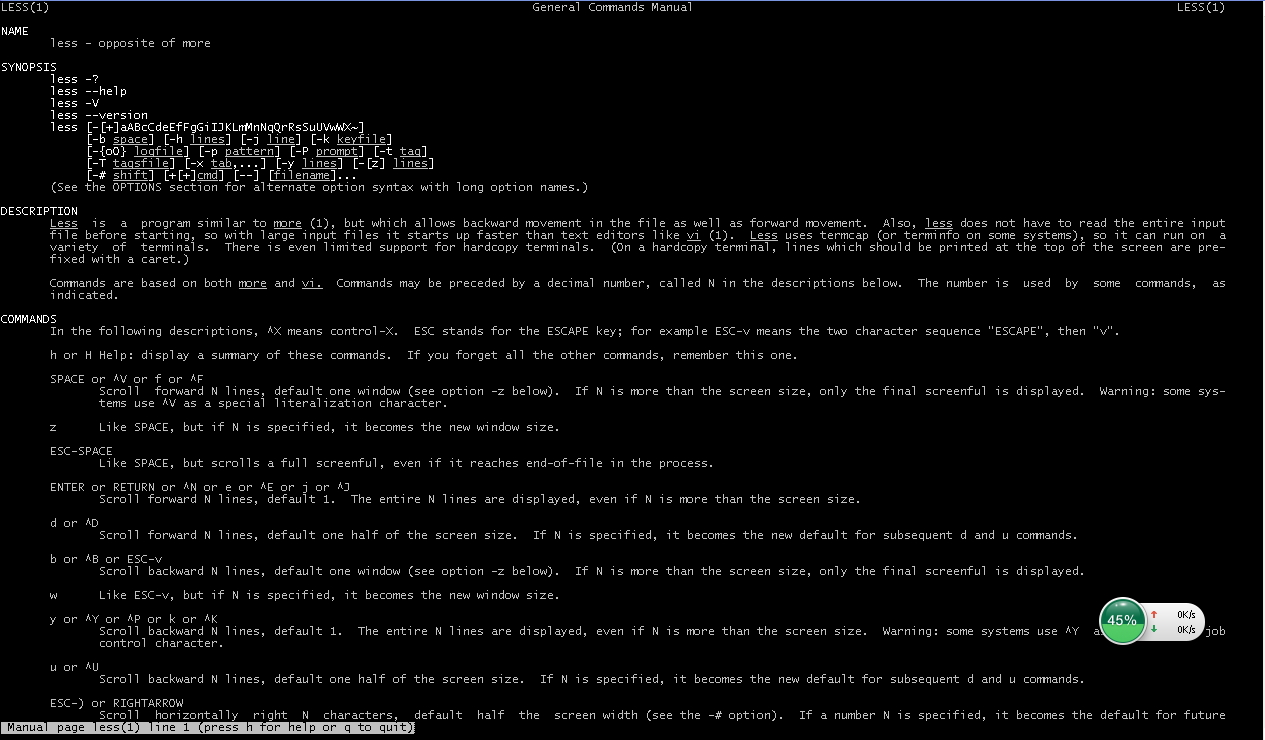 LESS(1) General Commands Manual LESS(1)
NAME
less - opposite of more
SYNOPSIS
less -?
less --help
less -V
less --version
less [-[+]aABcCdeEfFgGiIJKLmMnNqQrRsSuUVwWX~]
[-b space] [-h lines] [-j line] [-k keyfile]
[-{oO} logfile] [-p pattern] [-P prompt] [-t tag]
[-T tagsfile] [-x tab,...] [-y lines] [-[z] lines]
[-# shift] [+[+]cmd] [--] [filename]...
(See the OPTIONS section for alternate option syntax with long option names.)
DESCRIPTION
Less is a program similar to more (1), but which allows backward movement in the file as well as forward movement. Also, less does not have to read the entire input
file before starting, so with large input files it starts up faster than text editors like vi (1). Less uses termcap (or terminfo on some systems), so it can run on a
variety of terminals. There is even limited support for hardcopy terminals. (On a hardcopy terminal, lines which should be printed at the top of the screen are pre-
fixed with a caret.)
Commands are based on both more and vi. Commands may be preceded by a decimal number, called N in the descriptions below. The number is used by some commands, as
indicated.
COMMANDS
In the following descriptions, ^X means control-X. ESC stands for the ESCAPE key; for example ESC-v means the two character sequence "ESCAPE", then "v".
h or H Help: display a summary of these commands. If you forget all the other commands, remember this one.
SPACE or ^V or f or ^F
Scroll forward N lines, default one window (see option -z below). If N is more than the screen size, only the final screenful is displayed. Warning: some sys-
tems use ^V as a special literalization character.
z Like SPACE, but if N is specified, it becomes the new window size.
ESC-SPACE
Like SPACE, but scrolls a full screenful, even if it reaches end-of-file in the process.
ENTER or RETURN or ^N or e or ^E or j or ^J
Scroll forward N lines, default 1. The entire N lines are displayed, even if N is more than the screen size.
d or ^D
Scroll forward N lines, default one half of the screen size. If N is specified, it becomes the new default for subsequent d and u commands.
b or ^B or ESC-v
Scroll backward N lines, default one window (see option -z below). If N is more than the screen size, only the final screenful is displayed.
w Like ESC-v, but if N is specified, it becomes the new window size.
y or ^Y or ^P or k or ^K
Scroll backward N lines, default 1. The entire N lines are displayed, even if N is more than the screen size. Warning: some systems use ^Y job
control character.
45% 0K/s
0K/s
u or ^U
Scroll backward N lines, default one half of the screen size. If N is specified, it becomes the new default for subsequent d and u commands.
ESC-) or RIGHTARROW
Scroll horizontally right N characters, default half the screen width (see the -# option). If a number N is specified, it becomes the default for future
Manual page less(1) line 1 (press h for help or q to quit)